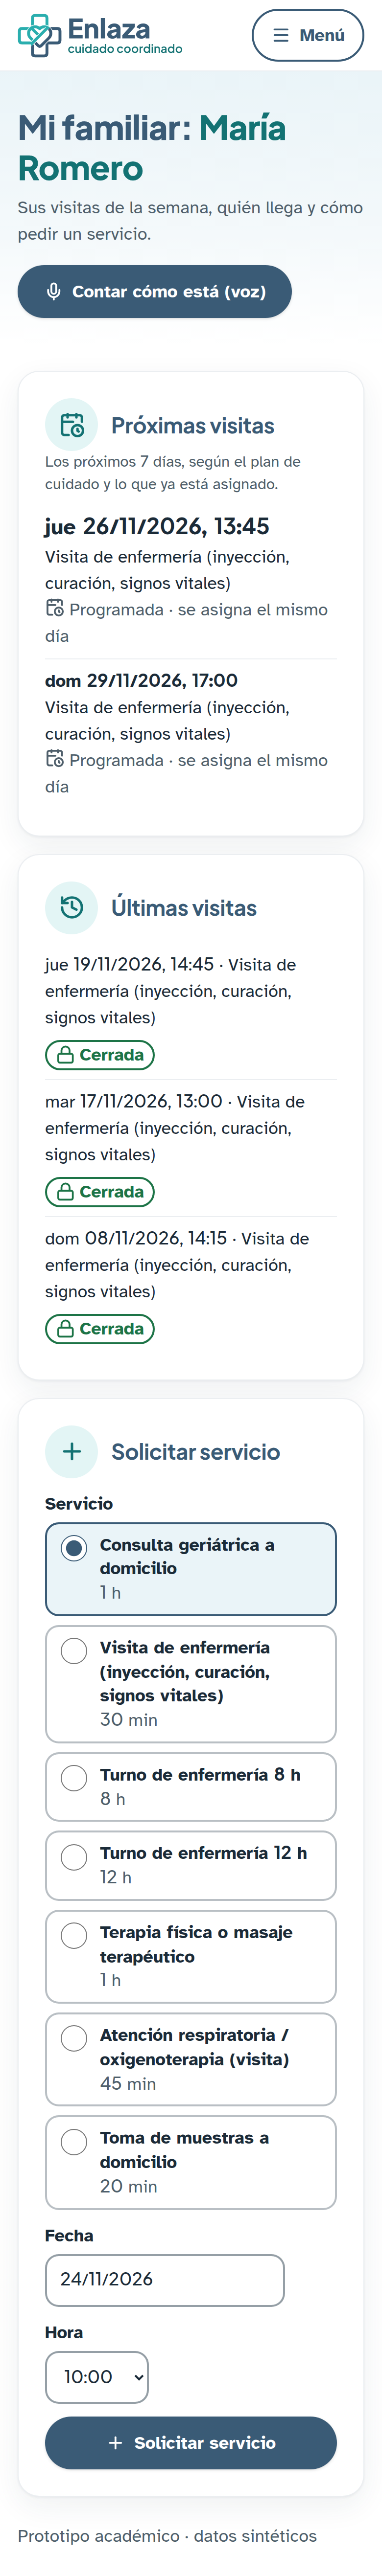 Enlaza
cuidado coordinado
Menú
Mi familiar: María
Romero
Sus visitas de la semana, quién llega y cómo
pedir un servicio.
Contar cómo está (voz)
Próximas visitas
Los próximos 7 días, según el plan de
cuidado y lo que ya está asignado.
jue 26/11/2026, 13:45
Visita de enfermería (inyección,
curación, signos vitales)
Programada · se asigna el mismo
día
dom 29/11/2026, 17:00
Visita de enfermería (inyección,
curación, signos vitales)
Programada · se asigna el mismo
día
Últimas visitas
jue 19/11/2026, 14:45 · Visita de
enfermería (inyección, curación,
signos vitales)
Cerrada
mar 17/11/2026, 13:00 · Visita de
enfermería (inyección, curación,
signos vitales)
Cerrada
dom 08/11/2026, 14:15 · Visita de
enfermería (inyección, curación,
signos vitales)
Cerrada
Solicitar servicio
Servicio
Consulta geriátrica a
domicilio
1 h
Visita de enfermería
(inyección, curación,
signos vitales)
30 min
Turno de enfermería 8 h
8 h
Turno de enfermería 12 h
12 h
Terapia física o masaje
terapéutico
1 h
Atención respiratoria /
oxigenoterapia (visita)
45 min
Toma de muestras a
domicilio
20 min
Fecha
24/11/2026
Hora
10:00
Solicitar servicio
Prototipo académico · datos sintéticos